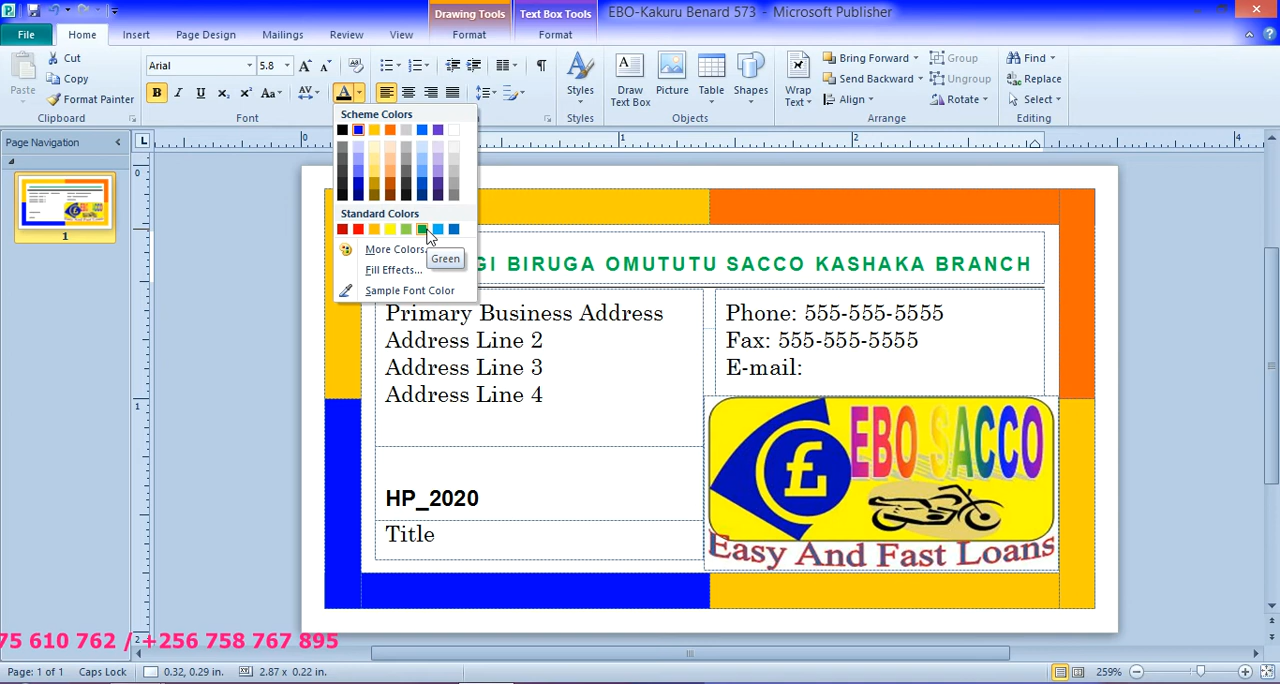 Drawing Tools
Text Box Tools
EBO-Kakuru Benard 573 - Microsoft Publisher
File
Home
Insert
Page Design
Mailings
Review
View
Format
Format
Paste
Cut
Copy
Format Painter
Clipboard
Arial
5.8
B I U
Aa
AV
A
Font
Styles
Styles
Draw
Text Box
Picture
Table
Shapes
Objects
Wrap
Text
Bring Forward
Send Backward
Align
Group
Ungroup
Rotate
Arrange
Find
Replace
Select
Editing
Page Navigation
1
Scheme Colors
Standard Colors
More Colors
Fill Effects...
Sample Font Color
Green
GI BIRUGA OMUTUTU SACCO KASHAKA BRANCH
Primary Business Address
Address Line 2
Address Line 3
Address Line 4
Phone: 555-555-5555
Fax: 555-555-5555
E-mail:
HP_2020
Title
£
EBO SACCO
Easy And Fast Loans
75 610 762 / +256 758 767 895
Page: 1 of 1
Caps Lock
0.32, 0.29 in.
2.87 x 0.22 in.
259%